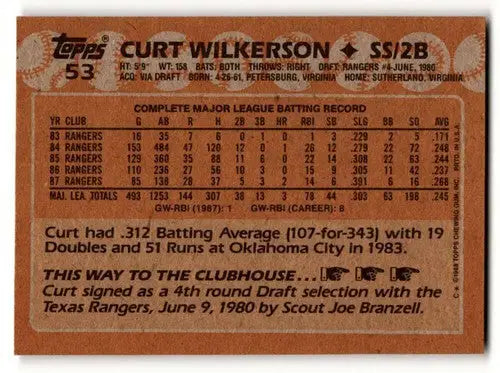 topps® CURT WILKERSON ✦ SS/2B
53
HT: 5'9" WT: 158 BATS: BOTH THROWS: RIGHT DRAFT: RANGERS #4-JUNE, 1980
ACQ: VIA DRAFT BORN: 4-26-61, PETERSBURG, VIRGINIA HOME: SUTHERLAND, VIRGINIA
COMPLETE MAJOR LEAGUE BATTING RECORD
YR CLUB G AB R H 2B 3B HR RBI SB SLG BB SO AVG
83 RANGERS 16 35 7 6 0 -1 0 1 3 .229 2 5 .171
84 RANGERS 153 484 47 120 12 0 1 26 12 .279 22 72 .248
85 RANGERS 129 360 35 88 11 6 0 22 14 .308 22 63 .244
86 RANGERS 110 236 27 56 10 3 0 15 9 .305 11 42 .237
87 RANGERS 85 138 28 37 5 3 2 14 6 .391 6 16 .268
MAJ. LEA TOTALS 493 1253 144 307 38 13 3 78 44 .308 63 198 .245
GW-RBI (1987): 1 GW-RBI (CAREER): 8
Curt had .312 Batting Average (107-for-343) with 19
Doubles and 51 Runs at Oklahoma City in 1983.
THIS WAY TO THE CLUBHOUSE...
Curt signed as a 4th round Draft selection with the
Texas Rangers, June 9, 1980 by Scout Joe Branzell.
C* ©1988 TOPPS CHEWING GUM, INC. PRTD. IN U.S.A.